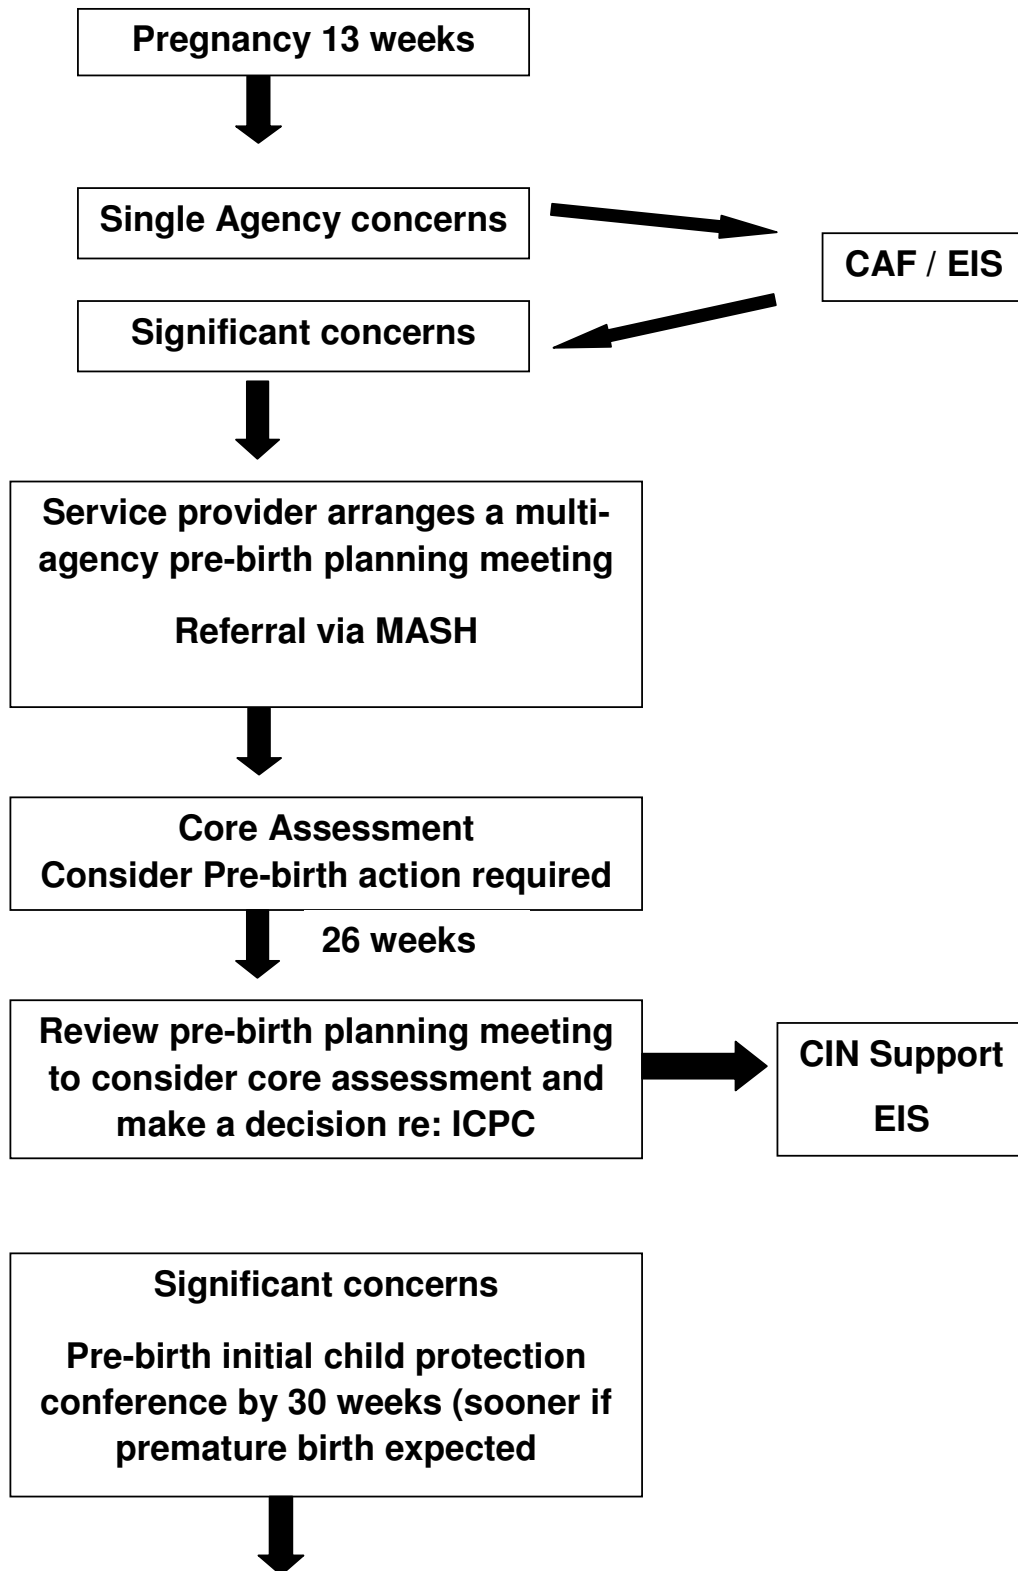 Pregnancy 13 weeks
Single Agency concerns
CAF / EIS
Significant concerns
Service provider arranges a multi-
agency pre-birth planning meeting
Referral via MASH
Core Assessment
Consider Pre-birth action required
26 weeks
Review pre-birth planning meeting
to consider core assessment and
make a decision re: ICPC
CIN Support
EIS
Significant concerns
Pre-birth initial child protection
conference by 30 weeks (sooner if
premature birth expected